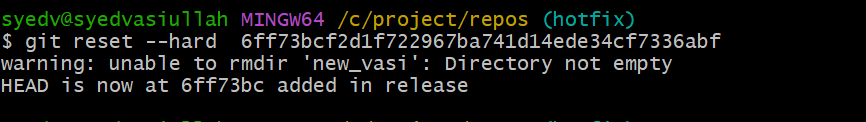 syedv@syedvasiullah MINGW64 /c/project/repos (hotfix)
$ git reset --hard  6ff73bcf2d1f722967ba741d14ede34cf7336abf
warning: unable to rmdir 'new_vasi': Directory not empty
HEAD is now at 6ff73bc added in release